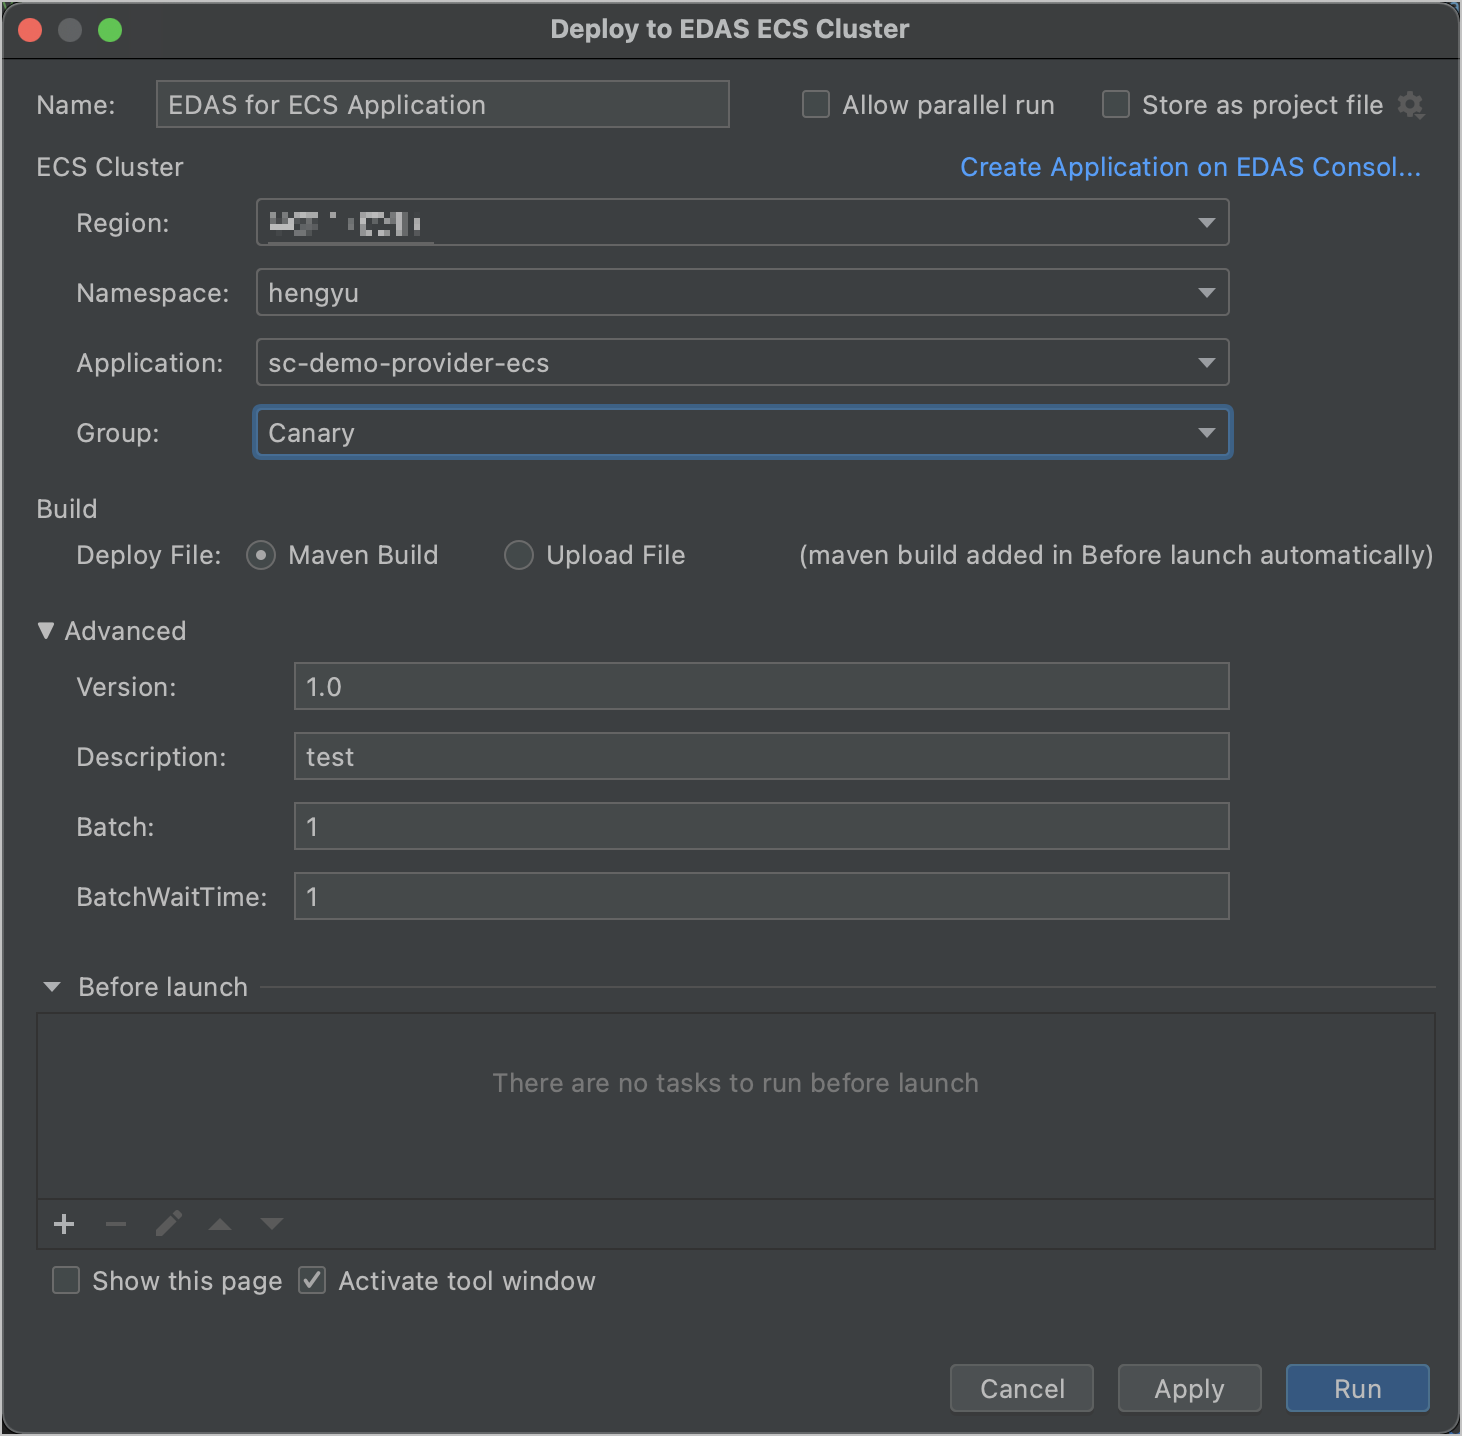 Deploy to EDAS ECS Cluster
Name: EDAS for ECS Application Allow parallel run Store as project file
ECS Cluster Create Application on EDAS Consol...
Region:
Namespace: hengyu
Application: sc-demo-provider-ecs
Group: Canary
Build
Deploy File: Maven Build Upload File (maven build added in Before launch automatically)
Advanced
Version: 1.0
Description: test
Batch: 1
BatchWaitTime: 1
Before launch
There are no tasks to run before launch
Show this page Activate tool window
Cancel Apply Run